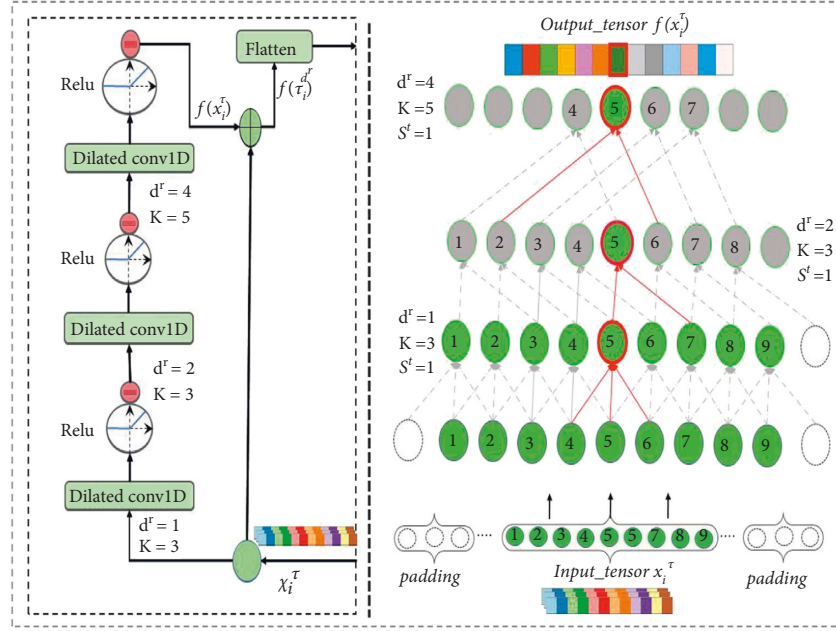 Relu
Flatten
f(x_i^τ)
f(τ_i)^{d^r}
Dilated conv1D
d^r = 4
K = 5
Relu
Dilated conv1D
d^r = 2
K = 3
Relu
Dilated conv1D
d^r = 1
K = 3
χ_i^τ
Output_tensor f(x_i^τ)
d^r = 4
K = 5
S^t = 1
4 5 6 7
1 2 3 4 5 6 7 8
d^r = 2
K = 3
S^t = 1
d^r = 1
K = 3
S^t = 1
1 2 3 4 5 6 7 8 9
1 2 3 4 5 6 7 8 9
1 2 3 4 5 5 7 8 9
padding
padding
Input_tensor x_i^τ